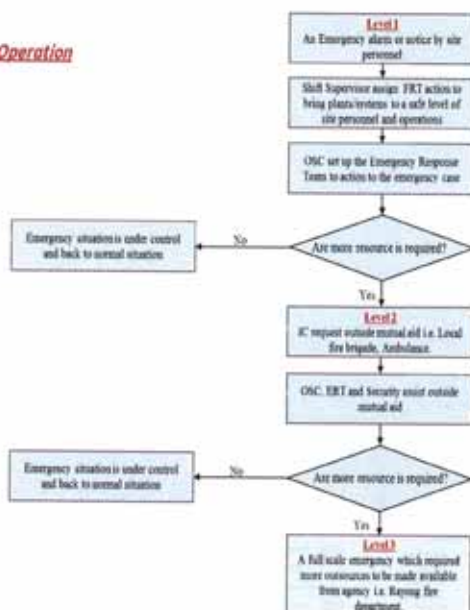 Operation
Level 1
An Emergency alarm or notice by site
personnel
Shift Supervisor assign FRT action to
bring plants/systems to a safe level of
site personnel and operations
OSC set up the Emergency Response
Team to action to the emergency case
Are more resource is required?
No
Emergency situation is under control
and back to normal situation
Yes
Level 2
IC request outside mutual aid i.e. Local
fire brigade, Ambulance.
OSC, ERT and Security assist outside
mutual aid
Are more resource is required?
No
Emergency situation is under control
and back to normal situation
Yes
Level 3
A full scale emergency which required
more outsources to be made available
from agency i.e. Rayong fire
department